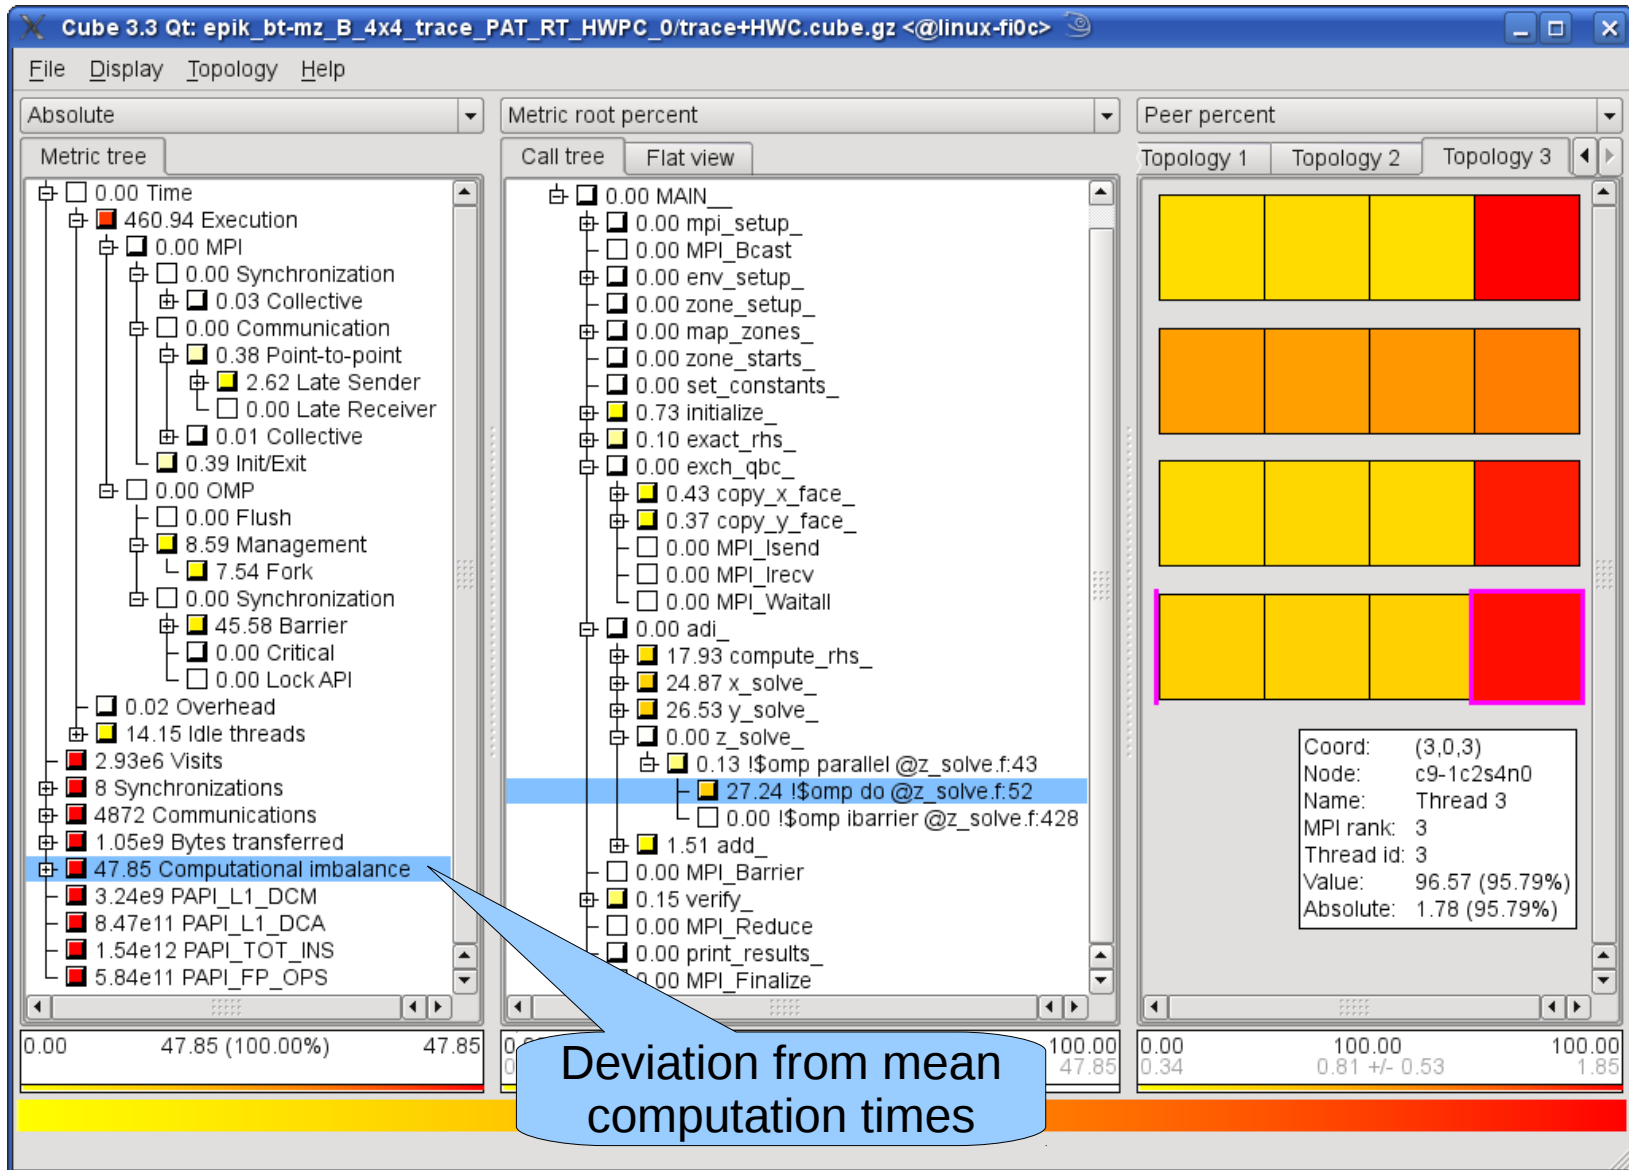 Cube 3.3 Qt: epik_bt-mz_B_4x4_trace_PAT_RT_HWPC_0/trace+HWC.cube.gz <@linux-fi0c>
File Display Topology Help
Absolute
Metric tree
0.00 Time
460.94 Execution
0.00 MPI
0.00 Synchronization
0.03 Collective
0.00 Communication
0.38 Point-to-point
2.62 Late Sender
0.00 Late Receiver
0.01 Collective
0.39 Init/Exit
0.00 OMP
0.00 Flush
8.59 Management
7.54 Fork
0.00 Synchronization
45.58 Barrier
0.00 Critical
0.00 Lock API
0.02 Overhead
14.15 Idle threads
2.93e6 Visits
8 Synchronizations
4872 Communications
1.05e9 Bytes transferred
47.85 Computational imbalance
3.24e9 PAPI_L1_DCM
8.47e11 PAPI_L1_DCA
1.54e12 PAPI_TOT_INS
5.84e11 PAPI_FP_OPS
0.00 47.85 (100.00%) 47.85
Metric root percent
Call tree Flat view
0.00 MAIN__
0.00 mpi_setup_
0.00 MPI_Bcast
0.00 env_setup_
0.00 zone_setup_
0.00 map_zones_
0.00 zone_starts_
0.00 set_constants_
0.73 initialize_
0.10 exact_rhs_
0.00 exch_qbc_
0.43 copy_x_face_
0.37 copy_y_face_
0.00 MPI_Isend
0.00 MPI_Irecv
0.00 MPI_Waitall
0.00 adi_
17.93 compute_rhs_
24.87 x_solve_
26.53 y_solve_
0.00 z_solve_
0.13 !$omp parallel @z_solve.f:43
27.24 !$omp do @z_solve.f:52
0.00 !$omp ibarrier @z_solve.f:428
1.51 add_
0.00 MPI_Barrier
0.15 verify_
0.00 MPI_Reduce
0.00 print_results_
0.00 MPI_Finalize
100.00
47.85
Deviation from mean
computation times
Peer percent
Topology 1 Topology 2 Topology 3
Coord: (3,0,3)
Node: c9-1c2s4n0
Name: Thread 3
MPI rank: 3
Thread id: 3
Value: 96.57 (95.79%)
Absolute: 1.78 (95.79%)
0.00 100.00 100.00
0.34 0.81 +/- 0.53 1.85